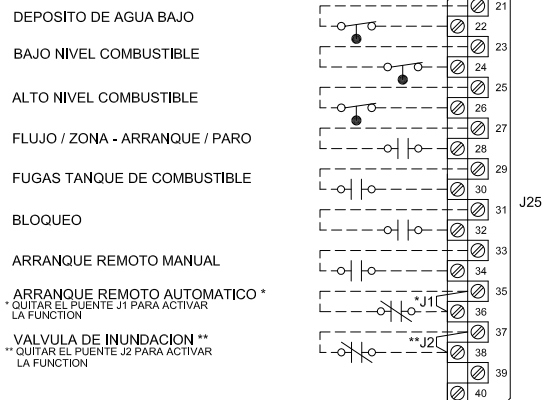 21
DEPOSITO DE AGUA BAJO
22
23
BAJO NIVEL COMBUSTIBLE
24
25
ALTO NIVEL COMBUSTIBLE
26
27
FLUJO / ZONA - ARRANQUE / PARO
28
29
FUGAS TANQUE DE COMBUSTIBLE
30
31
J25
BLOQUEO
32
33
ARRANQUE REMOTO MANUAL
34
35
ARRANQUE REMOTO AUTOMATICO *
*J1
* QUITAR EL PUENTE J1 PARA ACTIVAR
LA FUNCTION
36
37
VALVULA DE INUNDACION **
**J2
** QUITAR EL PUENTE J2 PARA ACTIVAR
LA FUNCTION
38
39
40